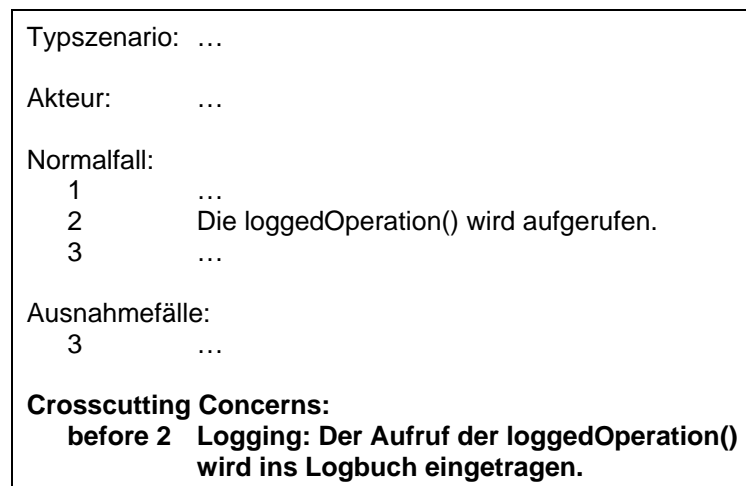 Typszenario: …
Akteur: …
Normalfall:
1 …
2 Die loggedOperation() wird aufgerufen.
3 …
Ausnahmefälle:
3 …
Crosscutting Concerns:
before 2 Logging: Der Aufruf der loggedOperation()
wird ins Logbuch eingetragen.